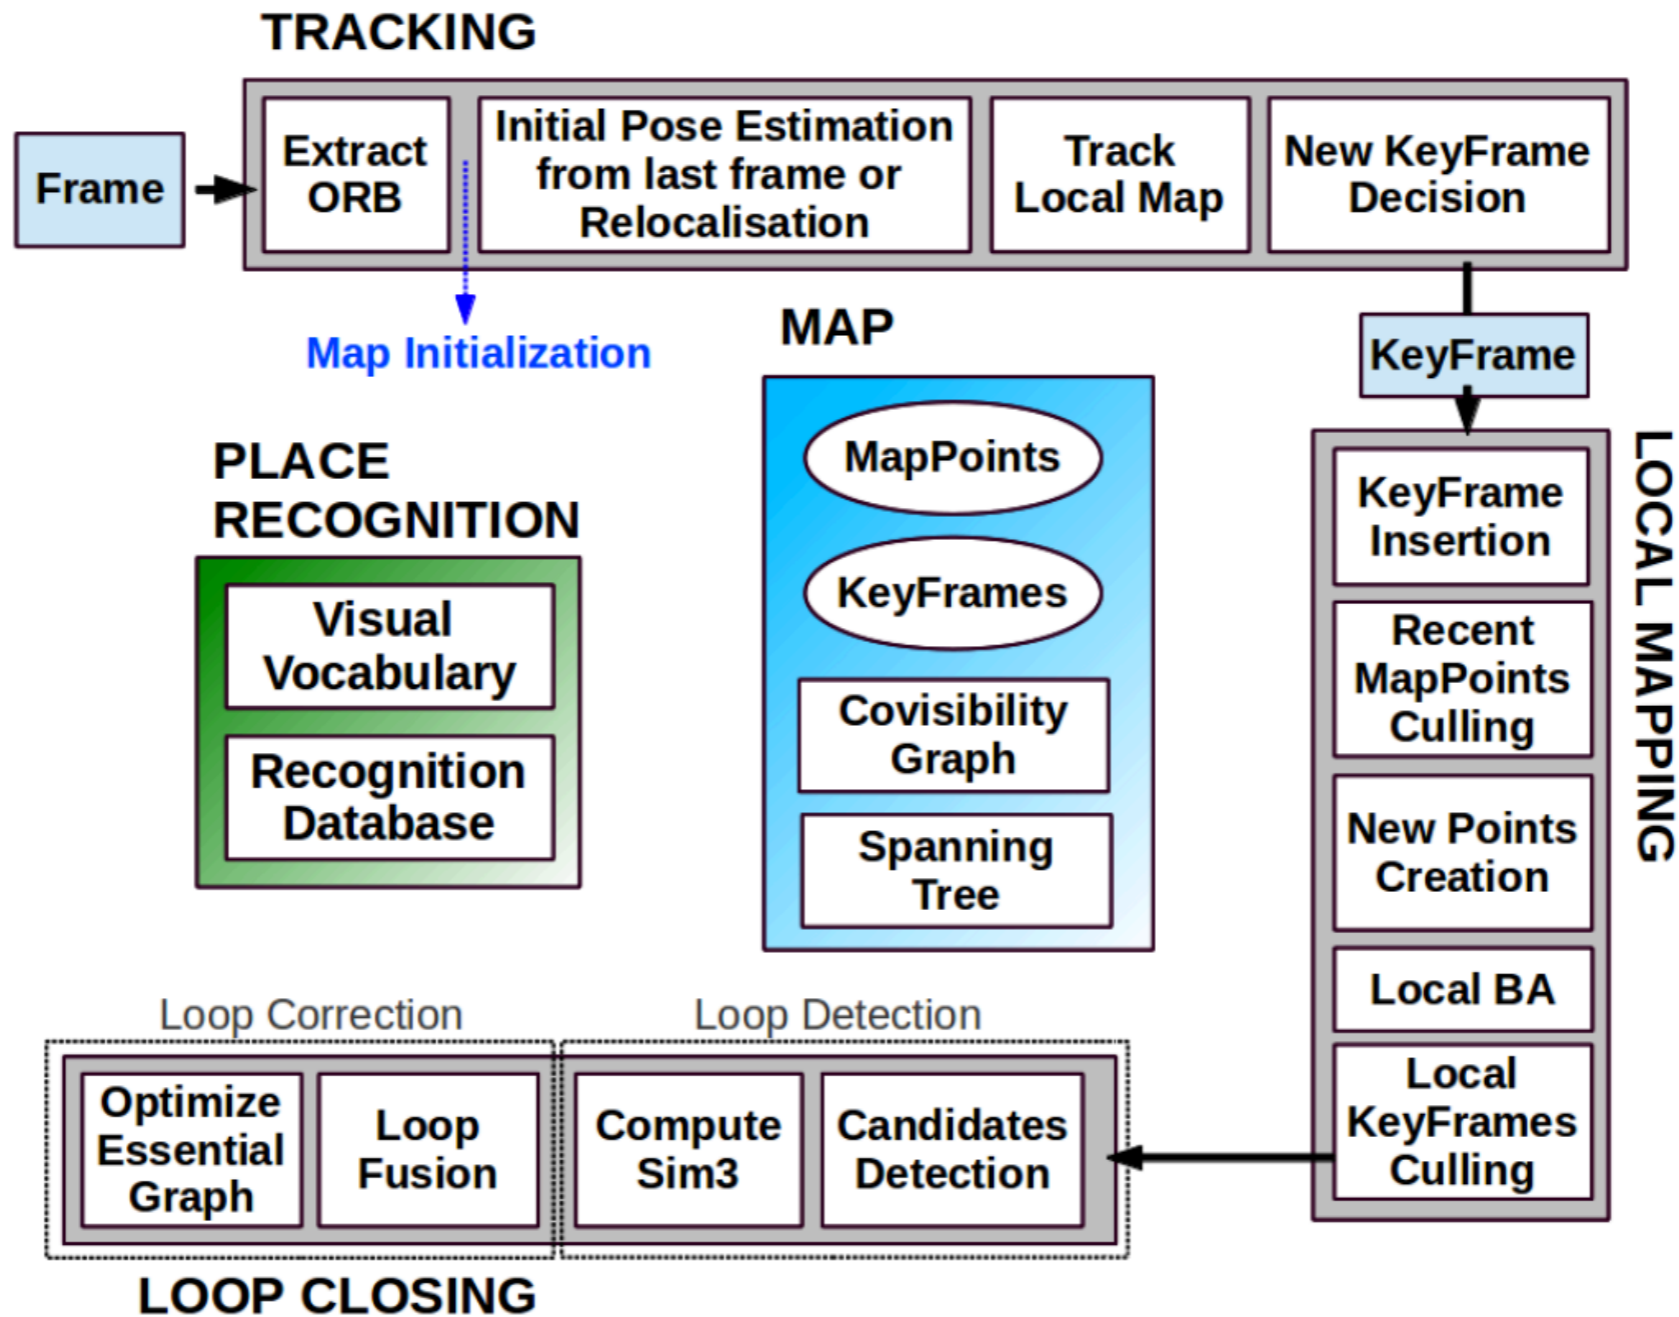 TRACKING
Frame
Extract
ORB
Initial Pose Estimation
from last frame or
Relocalisation
Track
Local Map
New KeyFrame
Decision
Map Initialization
MAP
KeyFrame
PLACE
RECOGNITION
Visual
Vocabulary
Recognition
Database
MapPoints
KeyFrames
Covisibility
Graph
Spanning
Tree
LOCAL MAPPING
KeyFrame
Insertion
Recent
MapPoints
Culling
New Points
Creation
Local BA
Local
KeyFrames
Culling
Loop Correction
Loop Detection
Optimize
Essential
Graph
Loop
Fusion
Compute
Sim3
Candidates
Detection
LOOP CLOSING